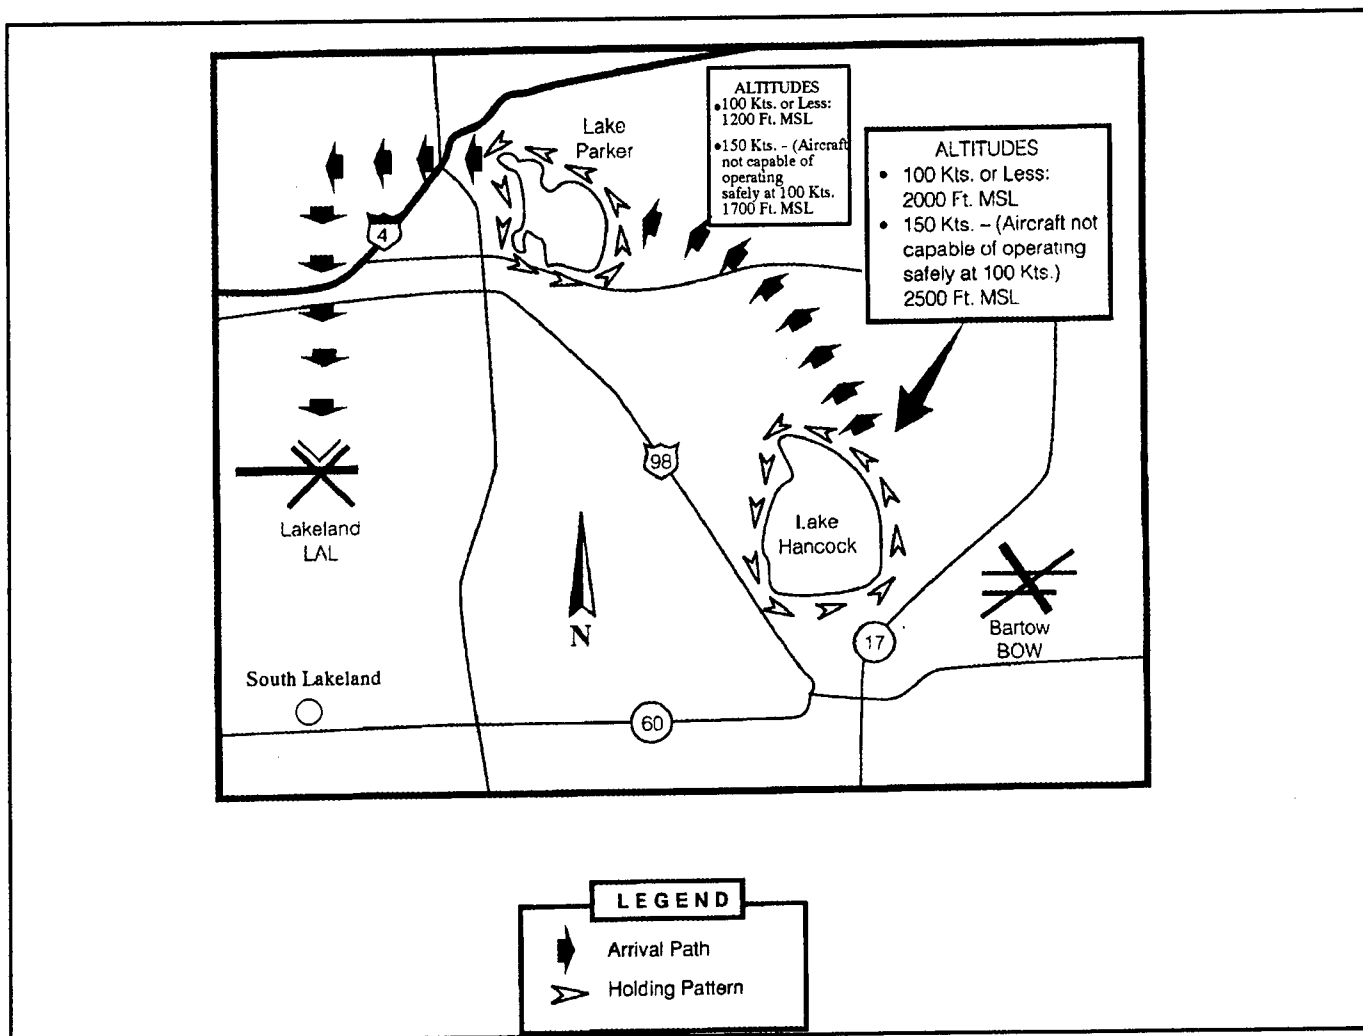 Lake
Parker
ALTITUDES
•100 Kts. or Less:
1200 Ft. MSL
•150 Kts. – (Aircraft
not capable of
operating
safely at 100 Kts.
1700 Ft. MSL
ALTITUDES
• 100 Kts. or Less:
2000 Ft. MSL
• 150 Kts. – (Aircraft not
capable of operating
safely at 100 Kts.)
2500 Ft. MSL
4
98
Lakeland
LAL
Lake
Hancock
N
Bartow
BOW
17
South Lakeland
60
LEGEND
Arrival Path
Holding Pattern